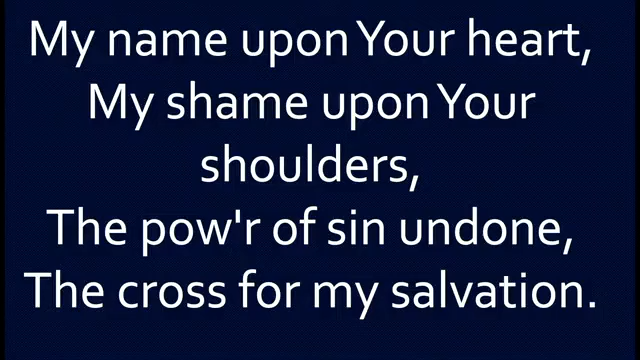 My name upon Your heart,
My shame upon Your
shoulders,
The pow'r of sin undone,
The cross for my salvation.